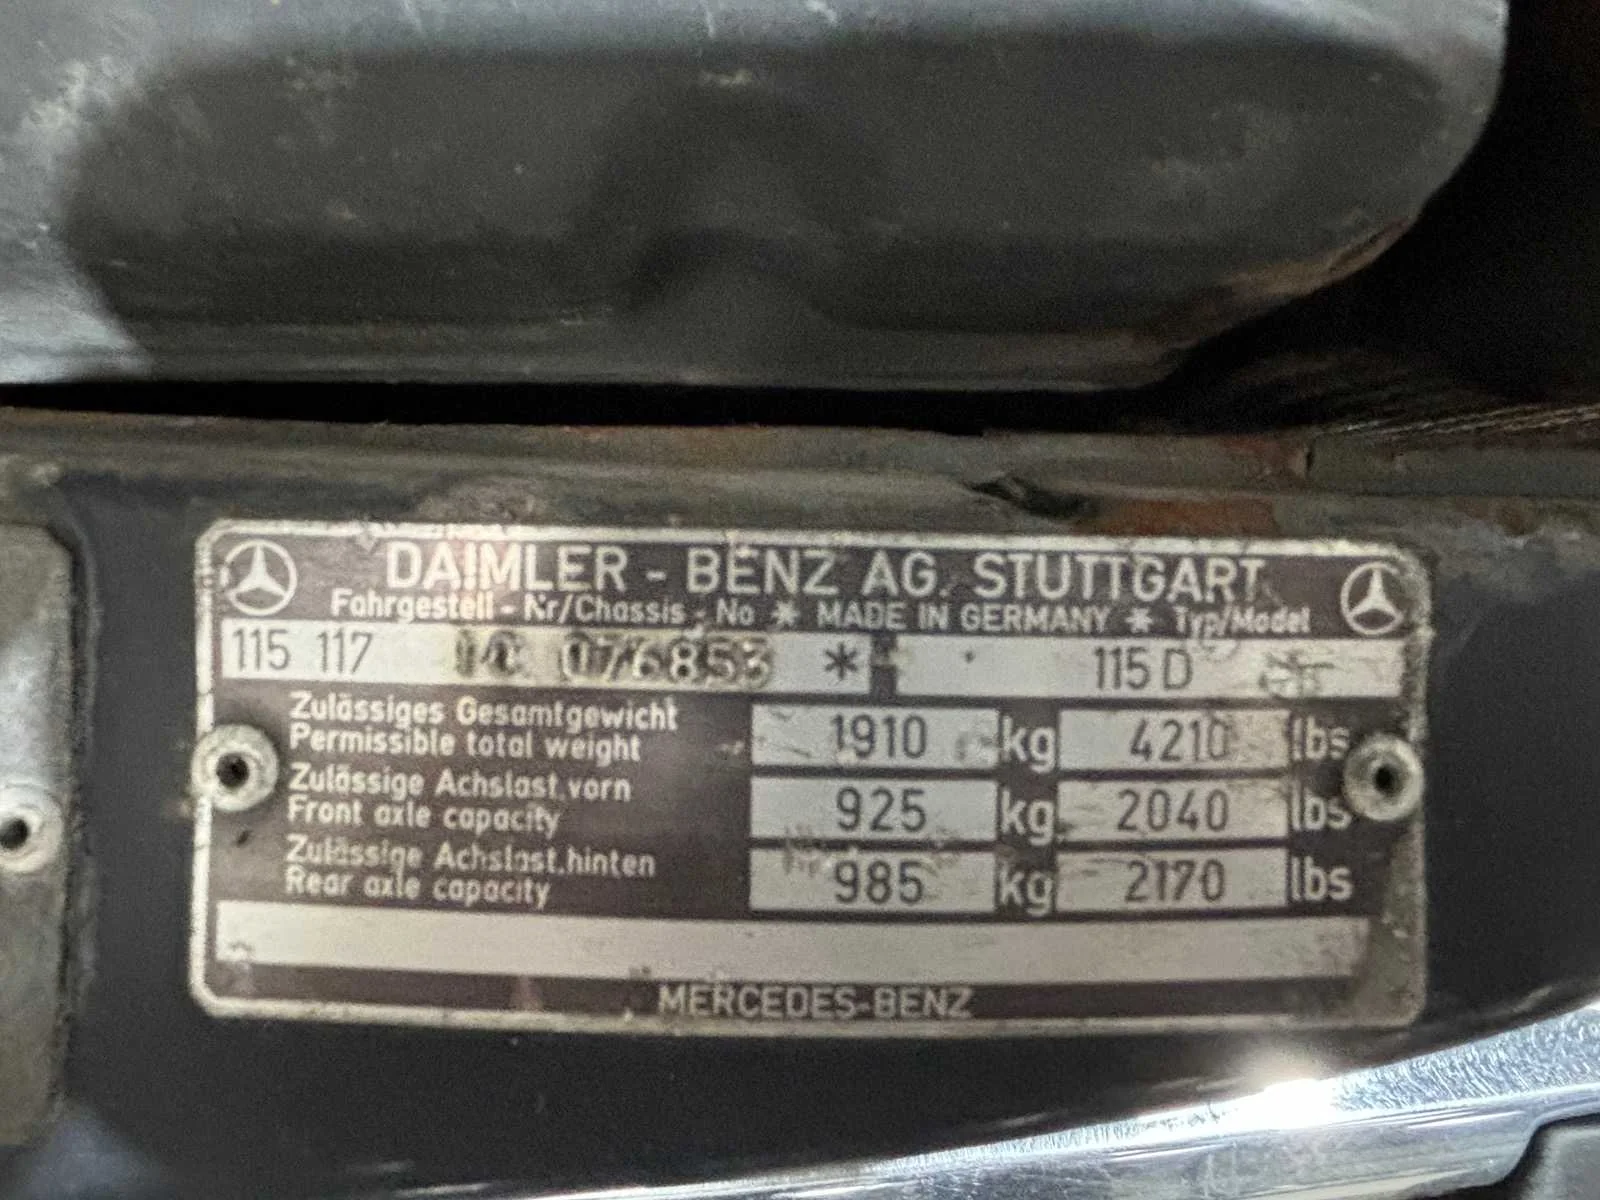 DAIMLER - BENZ AG. STUTTGART
Fahrgestell - Nr/Chassis - No * MADE IN GERMANY * Typ/Model
115 117 076853 * 115 D
Zulässiges Gesamtgewicht
Permissible total weight 1910 kg 4210 lbs
Zulässige Achslast.vorn
Front axle capacity 925 kg 2040 lbs
Zulässige Achslast.hinten
Rear axle capacity 985 kg 2170 lbs
MERCEDES-BENZ